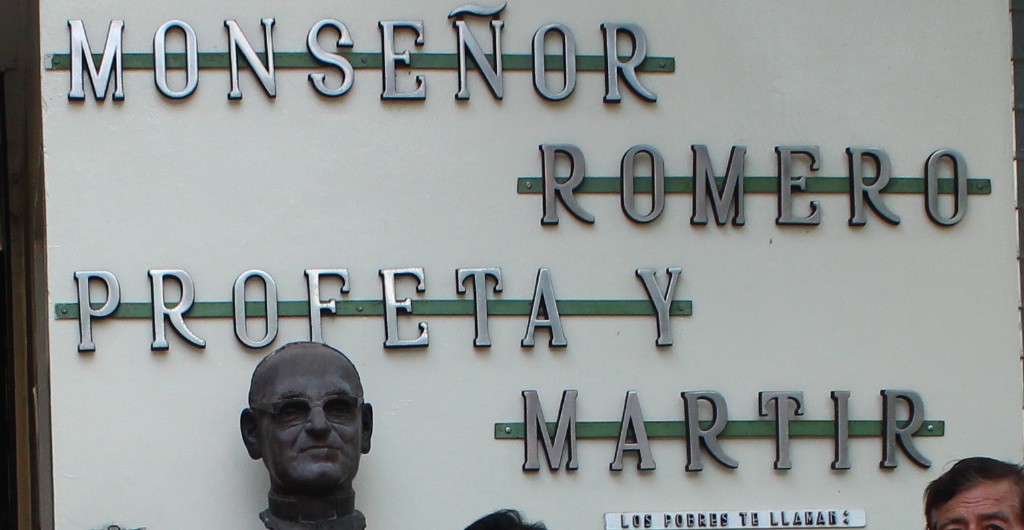 MONSEÑOR
ROMERO
PROFETA Y
MARTIR
LOS POBRES TE LLAMAN: